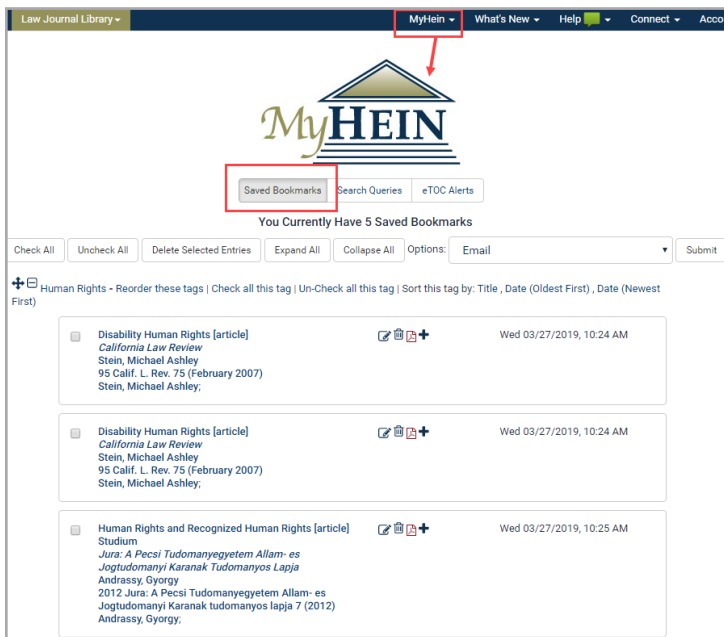 Law Journal Library
MyHein
What's New
Help
Connect
Acco
MyHEIN
Saved Bookmarks
Search Queries
eTOC Alerts
You Currently Have 5 Saved Bookmarks
Check All
Uncheck All
Delete Selected Entries
Expand All
Collapse All
Options:
Email
Submit
Human Rights - Reorder these tags | Check all this tag | Un-Check all this tag | Sort this tag by: Title , Date (Oldest First) , Date (Newest
First)
Disability Human Rights [article]
California Law Review
Stein, Michael Ashley
95 Calif. L. Rev. 75 (February 2007)
Stein, Michael Ashley;
Wed 03/27/2019, 10:24 AM
Disability Human Rights [article]
California Law Review
Stein, Michael Ashley
95 Calif. L. Rev. 75 (February 2007)
Stein, Michael Ashley;
Wed 03/27/2019, 10:24 AM
Human Rights and Recognized Human Rights [article]
Studium
Jura: A Pecsi Tudomanyegyetem Allam- es
Jogtudomanyi Karanak Tudomanyos Lapja
Andrassy, Gyorgy
2012 Jura: A Pecsi Tudomanyegyetem Allam- es
Jogtudomanyi Karanak tudomanyos lapja 7 (2012)
Andrassy, Gyorgy;
Wed 03/27/2019, 10:25 AM